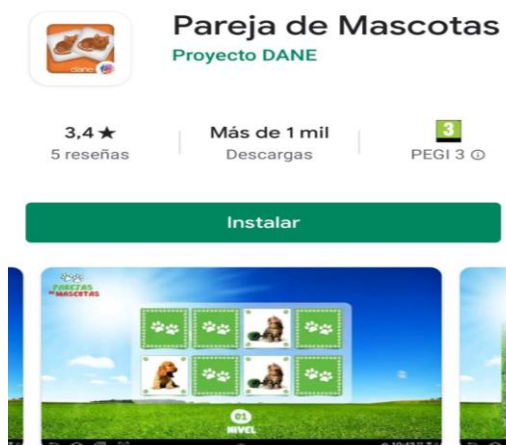 dane
Pareja de Mascotas
Proyecto DANE
3,4 ★
5 reseñas
Más de 1 mil
Descargas
3
PEGI 3
Instalar
PAREJAS
DE MASCOTAS
01
NIVEL